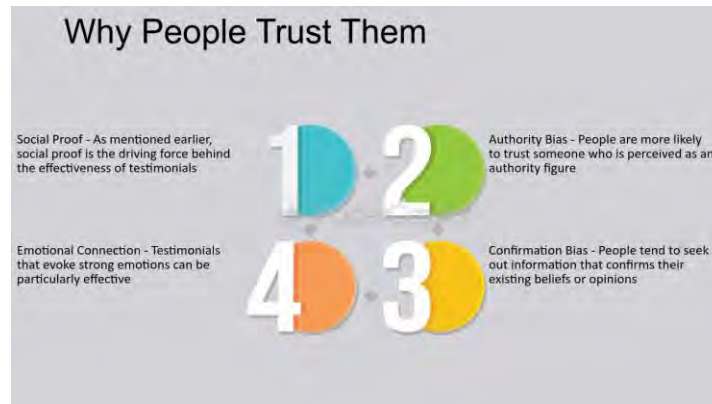 Why People Trust Them
1
Social Proof - As mentioned earlier,
social proof is the driving force behind
the effectiveness of testimonials
2
Authority Bias - People are more likely
to trust someone who is perceived as an
authority figure
4
Emotional Connection - Testimonials
that evoke strong emotions can be
particularly effective
3
Confirmation Bias - People tend to seek
out information that confirms their
existing beliefs or opinions